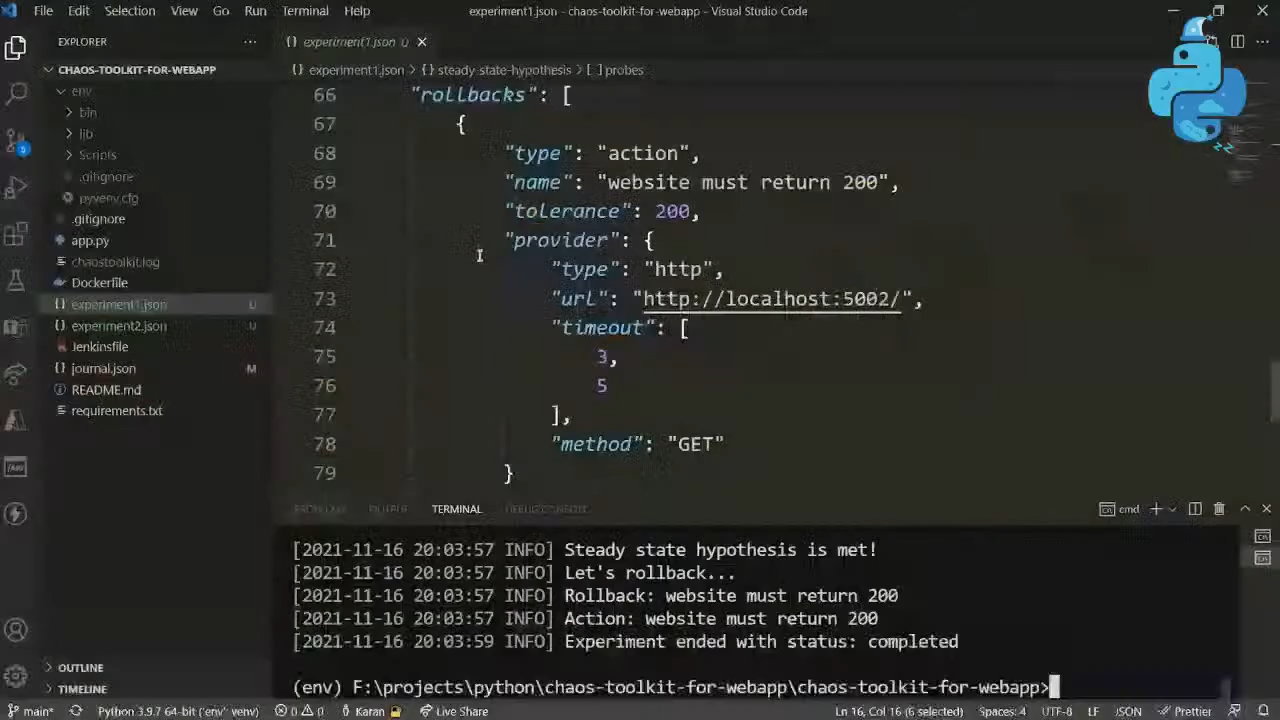 File Edit Selection View Go Run Terminal Help
experiment1.json - chaos-toolkit-for-webapp - Visual Studio Code
EXPLORER
CHAOS-TOOLKIT-FOR-WEBAPP
env
bin
lib
Scripts
.gitignore
pyvenv.cfg
.gitignore
app.py
chaostoolkit.log
Dockerfile
{} experiment1.json U
{} experiment2.json U
Jenkinsfile
{} journal.json M
README.md
requirements.txt
OUTLINE
TIMELINE
{} experiment1.json U
{} experiment1.json > {} steady-state-hypothesis > [ ] probes
66 "rollbacks": [
67 {
68 "type": "action",
69 "name": "website must return 200",
70 "tolerance": 200,
71 "provider": {
72 "type": "http",
73 "url": "http://localhost:5002/",
74 "timeout": [
75 3,
76 5
77 ],
78 "method": "GET"
79 }
PROBLEMS OUTPUT TERMINAL DEBUG CONSOLE
cmd
[2021-11-16 20:03:57 INFO] Steady state hypothesis is met!
[2021-11-16 20:03:57 INFO] Let's rollback...
[2021-11-16 20:03:57 INFO] Rollback: website must return 200
[2021-11-16 20:03:57 INFO] Action: website must return 200
[2021-11-16 20:03:59 INFO] Experiment ended with status: completed
(env) F:\projects\python\chaos-toolkit-for-webapp\chaos-toolkit-for-webapp>
main* Python 3.9.7 64-bit ('env': venv) 0 0 Karan Live Share Ln 16, Col 16 (6 selected) Spaces: 4 UTF-8 LF JSON Prettier